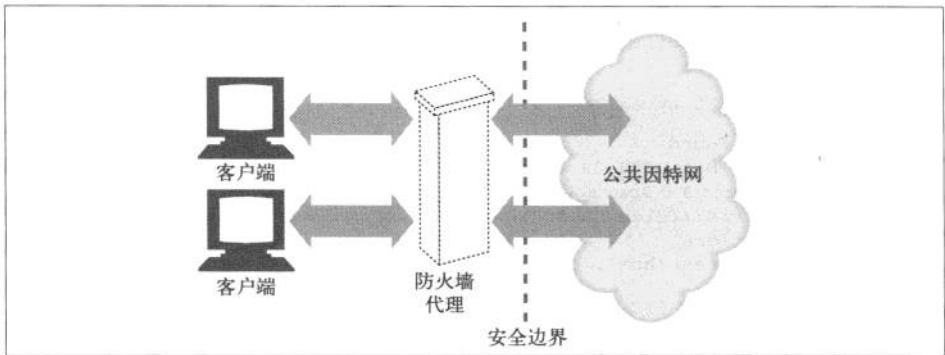 客户端
客户端
防火墙
代理
安全边界
公共因特网